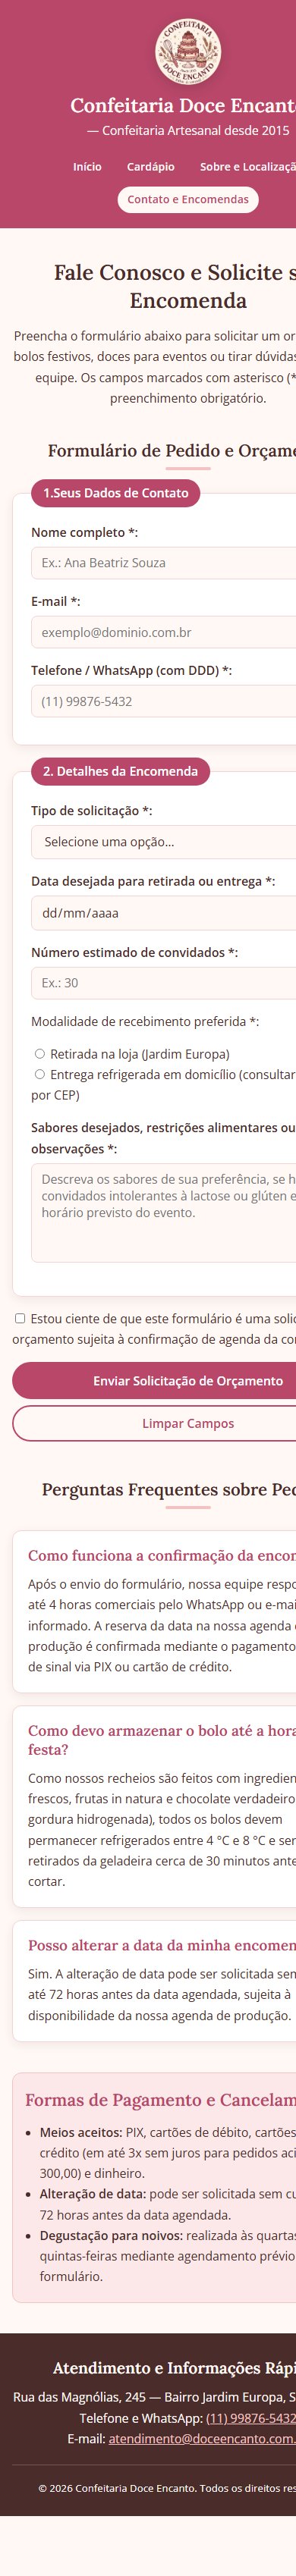 CONFEITARIA
DOCE ENCANTO
Confeitaria Doce Encant
— Confeitaria Artesanal desde 2015
Início Cardápio Sobre e Localizaçã
Contato e Encomendas
Fale Conosco e Solicite s
Encomenda
Preencha o formulário abaixo para solicitar um or
bolos festivos, doces para eventos ou tirar dúvidas
equipe. Os campos marcados com asterisco (*
preenchimento obrigatório.
Formulário de Pedido e Orçame
1.Seus Dados de Contato
Nome completo *:
Ex.: Ana Beatriz Souza
E-mail *:
exemplo@dominio.com.br
Telefone / WhatsApp (com DDD) *:
(11) 99876-5432
2. Detalhes da Encomenda
Tipo de solicitação *:
Selecione uma opção...
Data desejada para retirada ou entrega *:
dd/mm/aaaa
Número estimado de convidados *:
Ex.: 30
Modalidade de recebimento preferida *:
Retirada na loja (Jardim Europa)
Entrega refrigerada em domicílio (consultar
por CEP)
Sabores desejados, restrições alimentares ou
observações *:
Descreva os sabores de sua preferência, se h
convidados intolerantes à lactose ou glúten e
horário previsto do evento.
Estou ciente de que este formulário é uma solic
orçamento sujeita à confirmação de agenda da con
Enviar Solicitação de Orçamento
Limpar Campos
Perguntas Frequentes sobre Ped
Como funciona a confirmação da encon
Após o envio do formulário, nossa equipe respo
até 4 horas comerciais pelo WhatsApp ou e-mai
informado. A reserva da data na nossa agenda
produção é confirmada mediante o pagamento
de sinal via PIX ou cartão de crédito.
Como devo armazenar o bolo até a hora
festa?
Como nossos recheios são feitos com ingredien
frescos, frutas in natura e chocolate verdadeiro
gordura hidrogenada), todos os bolos devem
permanecer refrigerados entre 4 °C e 8 °C e ser
retirados da geladeira cerca de 30 minutos ante
cortar.
Posso alterar a data da minha encomen
Sim. A alteração de data pode ser solicitada sen
até 72 horas antes da data agendada, sujeita à
disponibilidade da nossa agenda de produção.
Formas de Pagamento e Cancelam
Meios aceitos: PIX, cartões de débito, cartões
crédito (em até 3x sem juros para pedidos aci
300,00) e dinheiro.
Alteração de data: pode ser solicitada sem cu
72 horas antes da data agendada.
Degustação para noivos: realizada às quartas
quintas-feiras mediante agendamento prévio
formulário.
Atendimento e Informações Rápi
Rua das Magnólias, 245 — Bairro Jardim Europa, S
Telefone e WhatsApp: (11) 99876-5432
E-mail: atendimento@doceencanto.com.
© 2026 Confeitaria Doce Encanto. Todos os direitos res